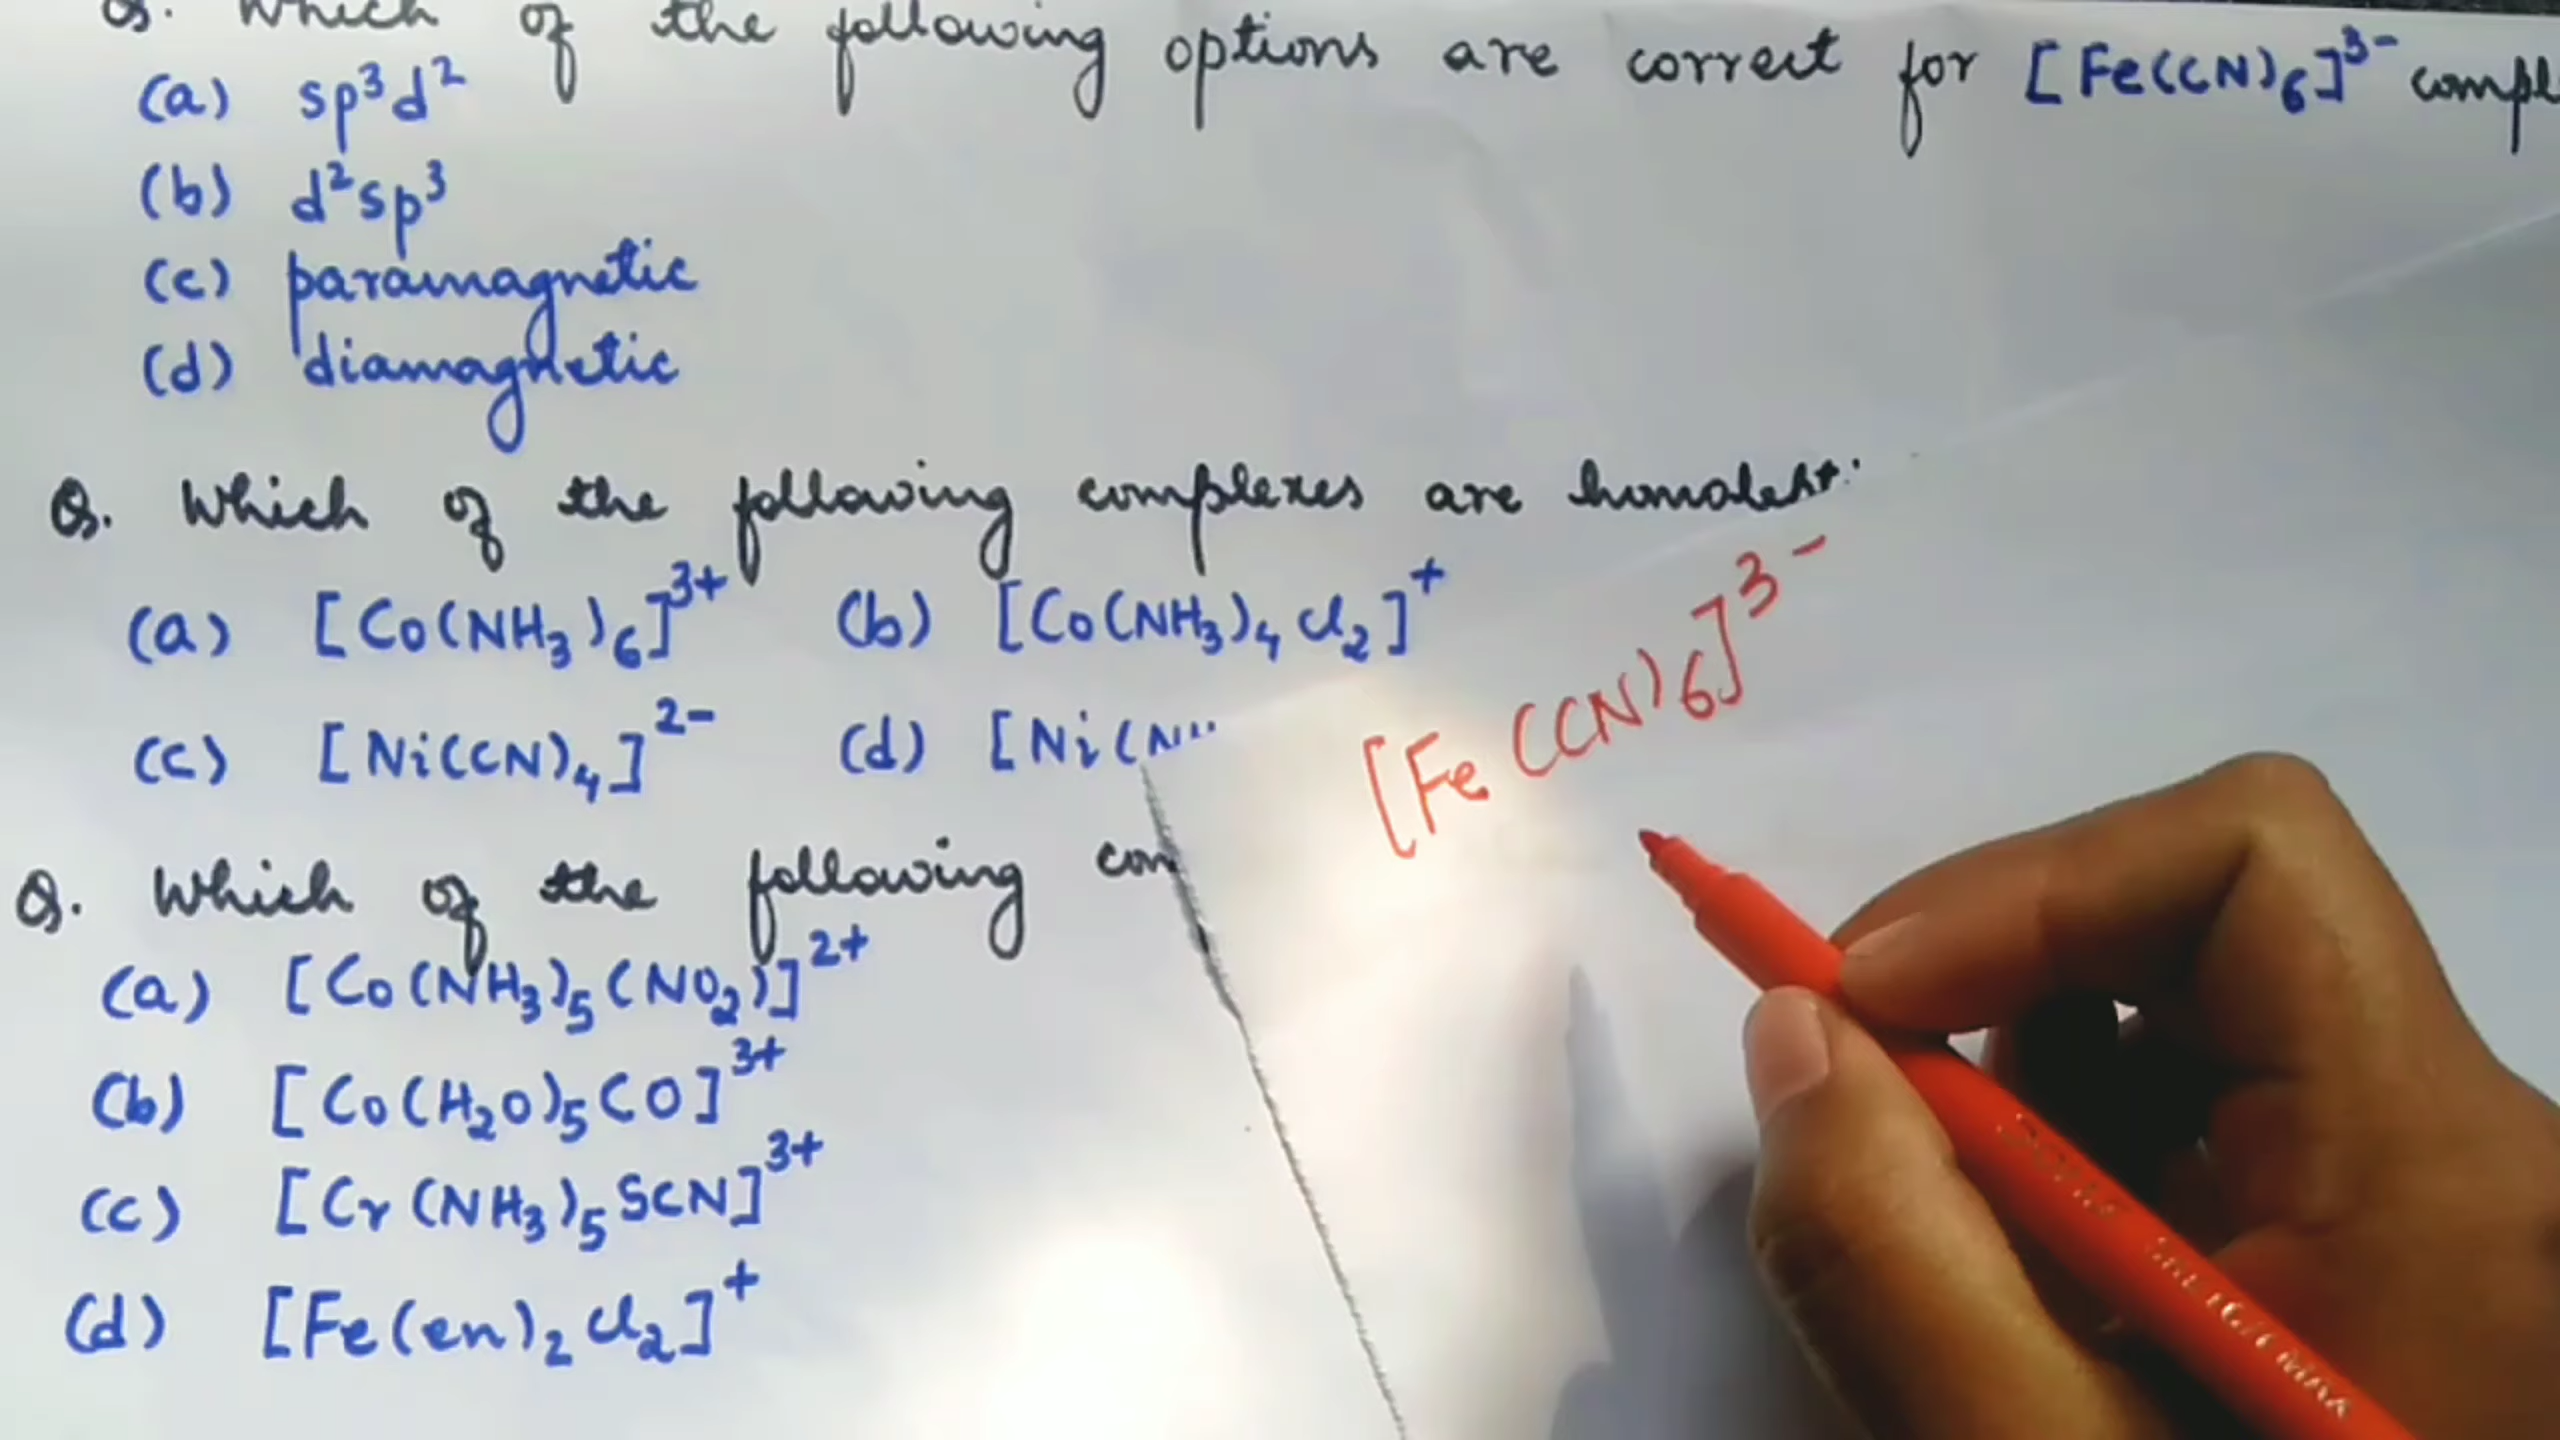 Q. Which of the following options are correct for [Fe(CN)6]³⁻
(a) sp³d²
(b) d²sp³
(c) paramagnetic
(d) diamagnetic
Q. Which of the following complexes are
(a) [Co(NH₃)₆]³⁺ (b) [Co(NH₃)₄Cl₂]⁺
(c) [Ni(CN)₄]²⁻ (d) [Ni(N
[Fe(CN)6]³⁻
Q. Which of the following
(a) [Co(NH₃)₅(NO₂)]²⁺
(b) [Co(H₂O)₅CO]³⁺
(c) [Cr(NH₃)₅SCN]³⁺
(d) [Fe(en)₂Cl₂]⁺